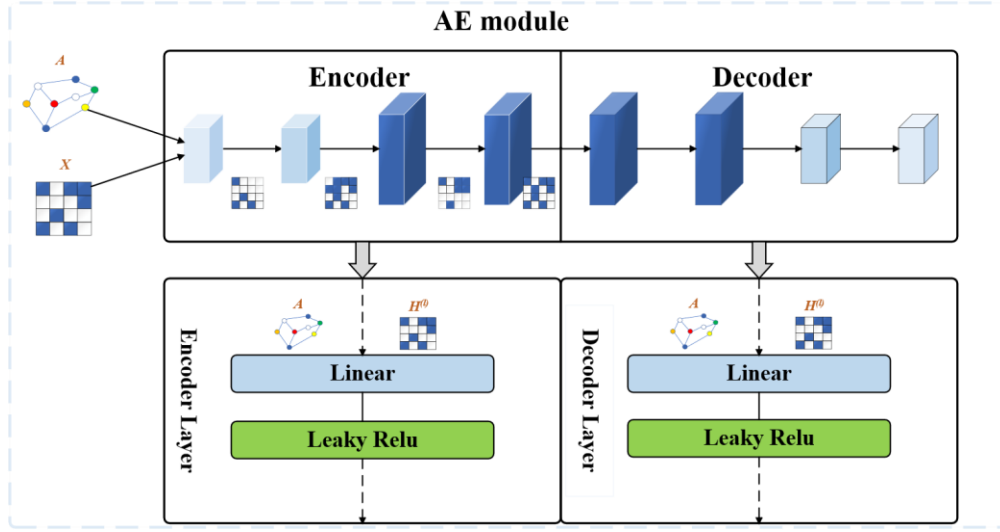 AE module
A
X
Encoder
Decoder
Encoder Layer
A
H(l)
Linear
Leaky Relu
Decoder Layer
A
H(l)
Linear
Leaky Relu